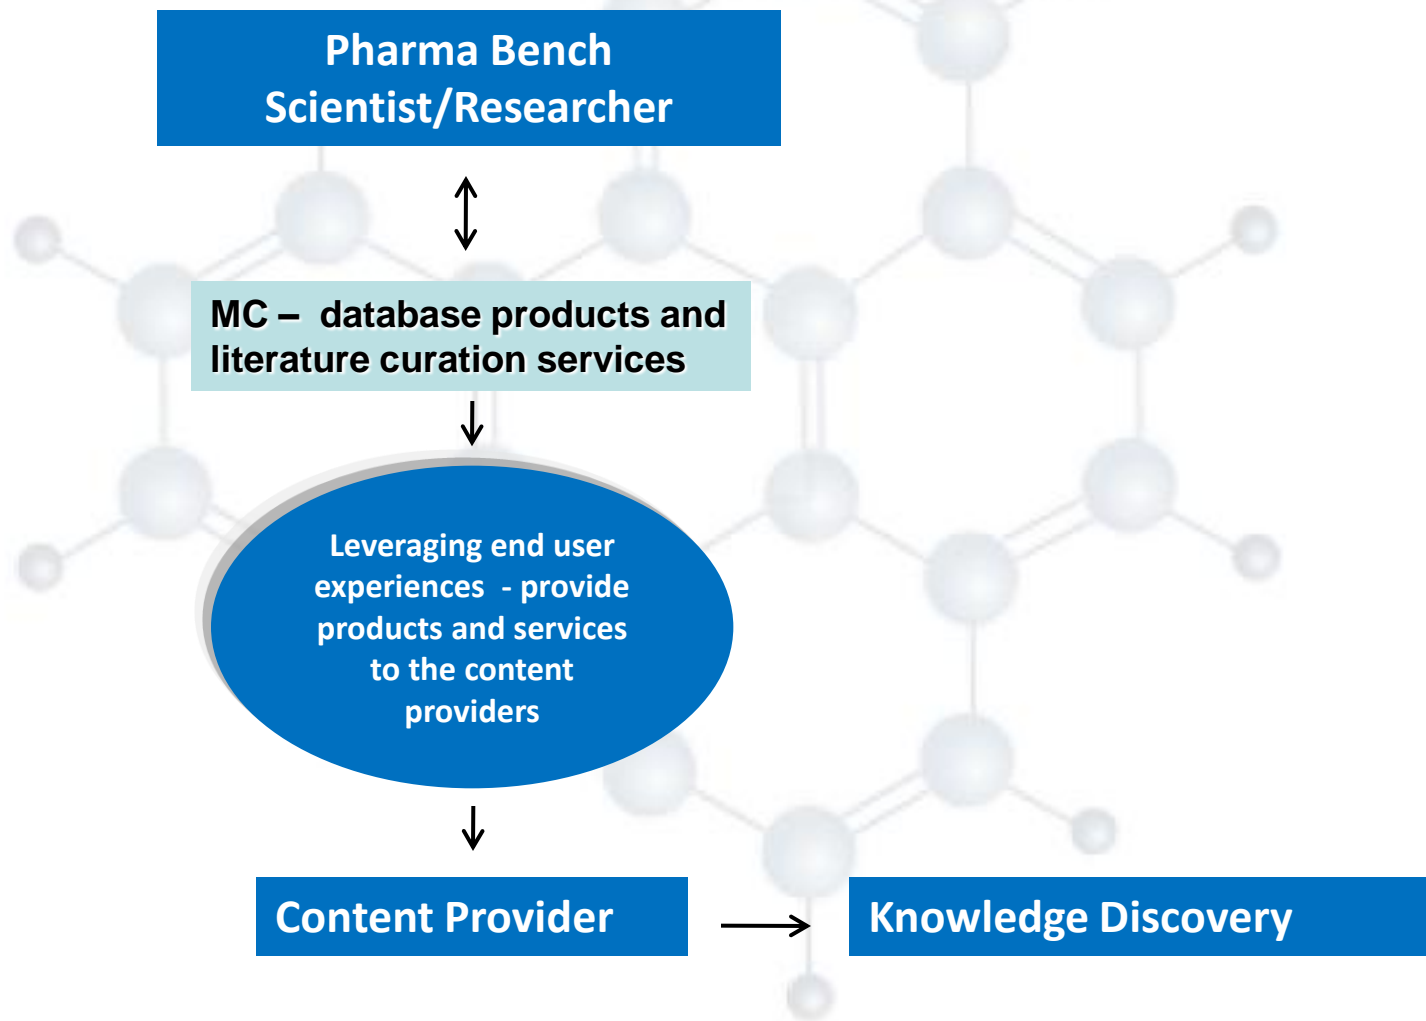 Pharma Bench
Scientist/Researcher
MC –  database products and
literature curation services
Leveraging end user
experiences  - provide
products and services
to the content
providers
Content Provider
Knowledge Discovery